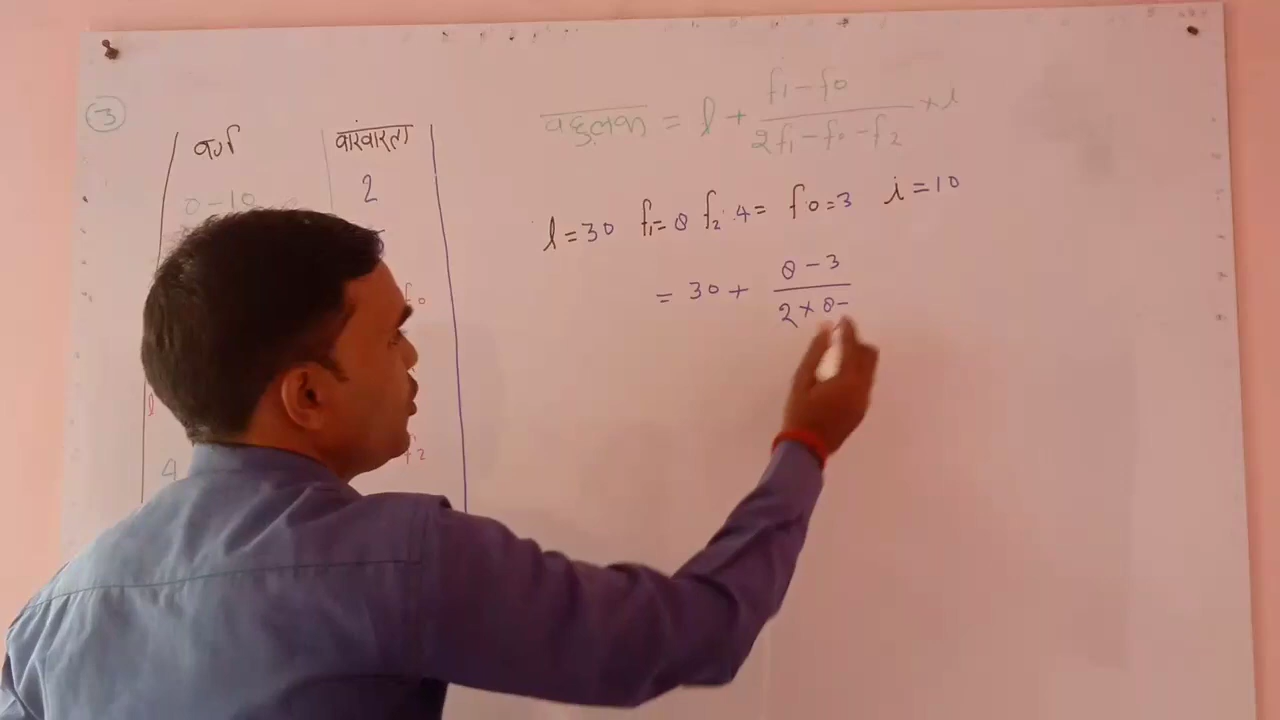 3
वर्ग बारंबारता
0-10 2
f0
l
4 f2
बहुलक = l + (f1 - f0) / (2f1 - f0 - f2) × i
l = 30 f1 = 8 f2 4 = f0 = 3 i = 10
= 30 + (8 - 3) / (2 × 8 -